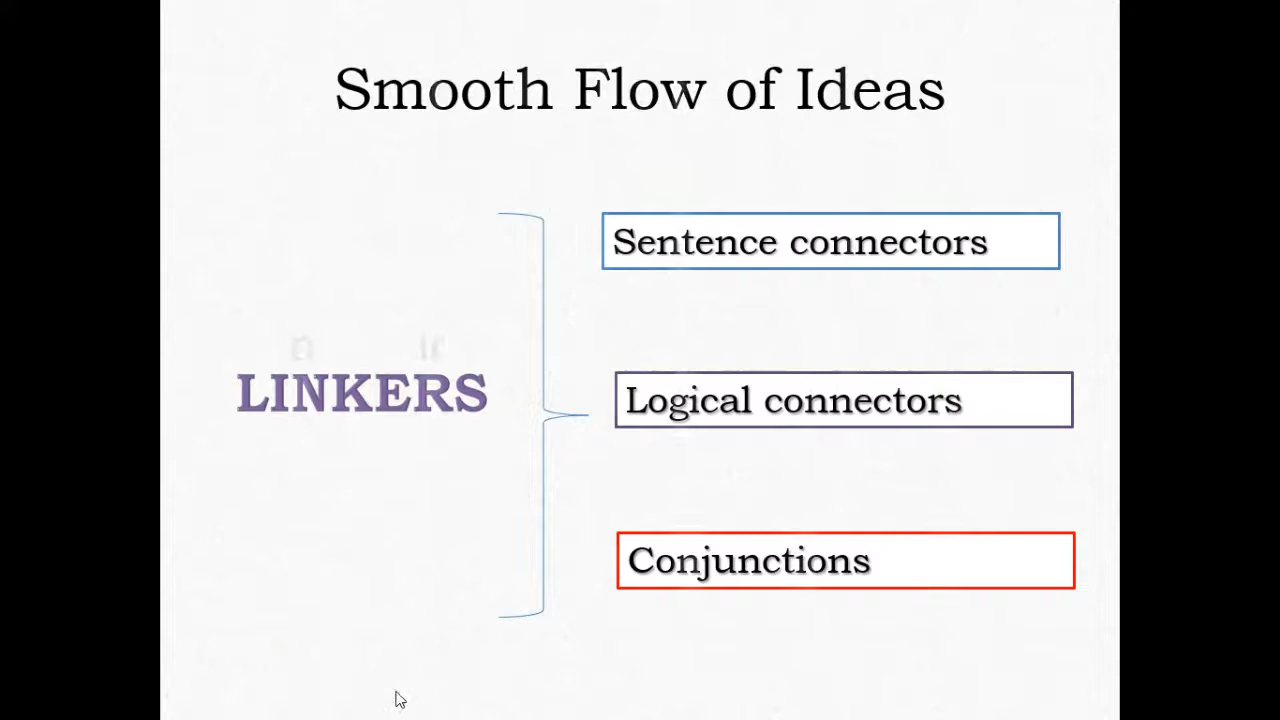 Smooth Flow of Ideas
Sentence connectors
LINKERS
Logical connectors
Conjunctions